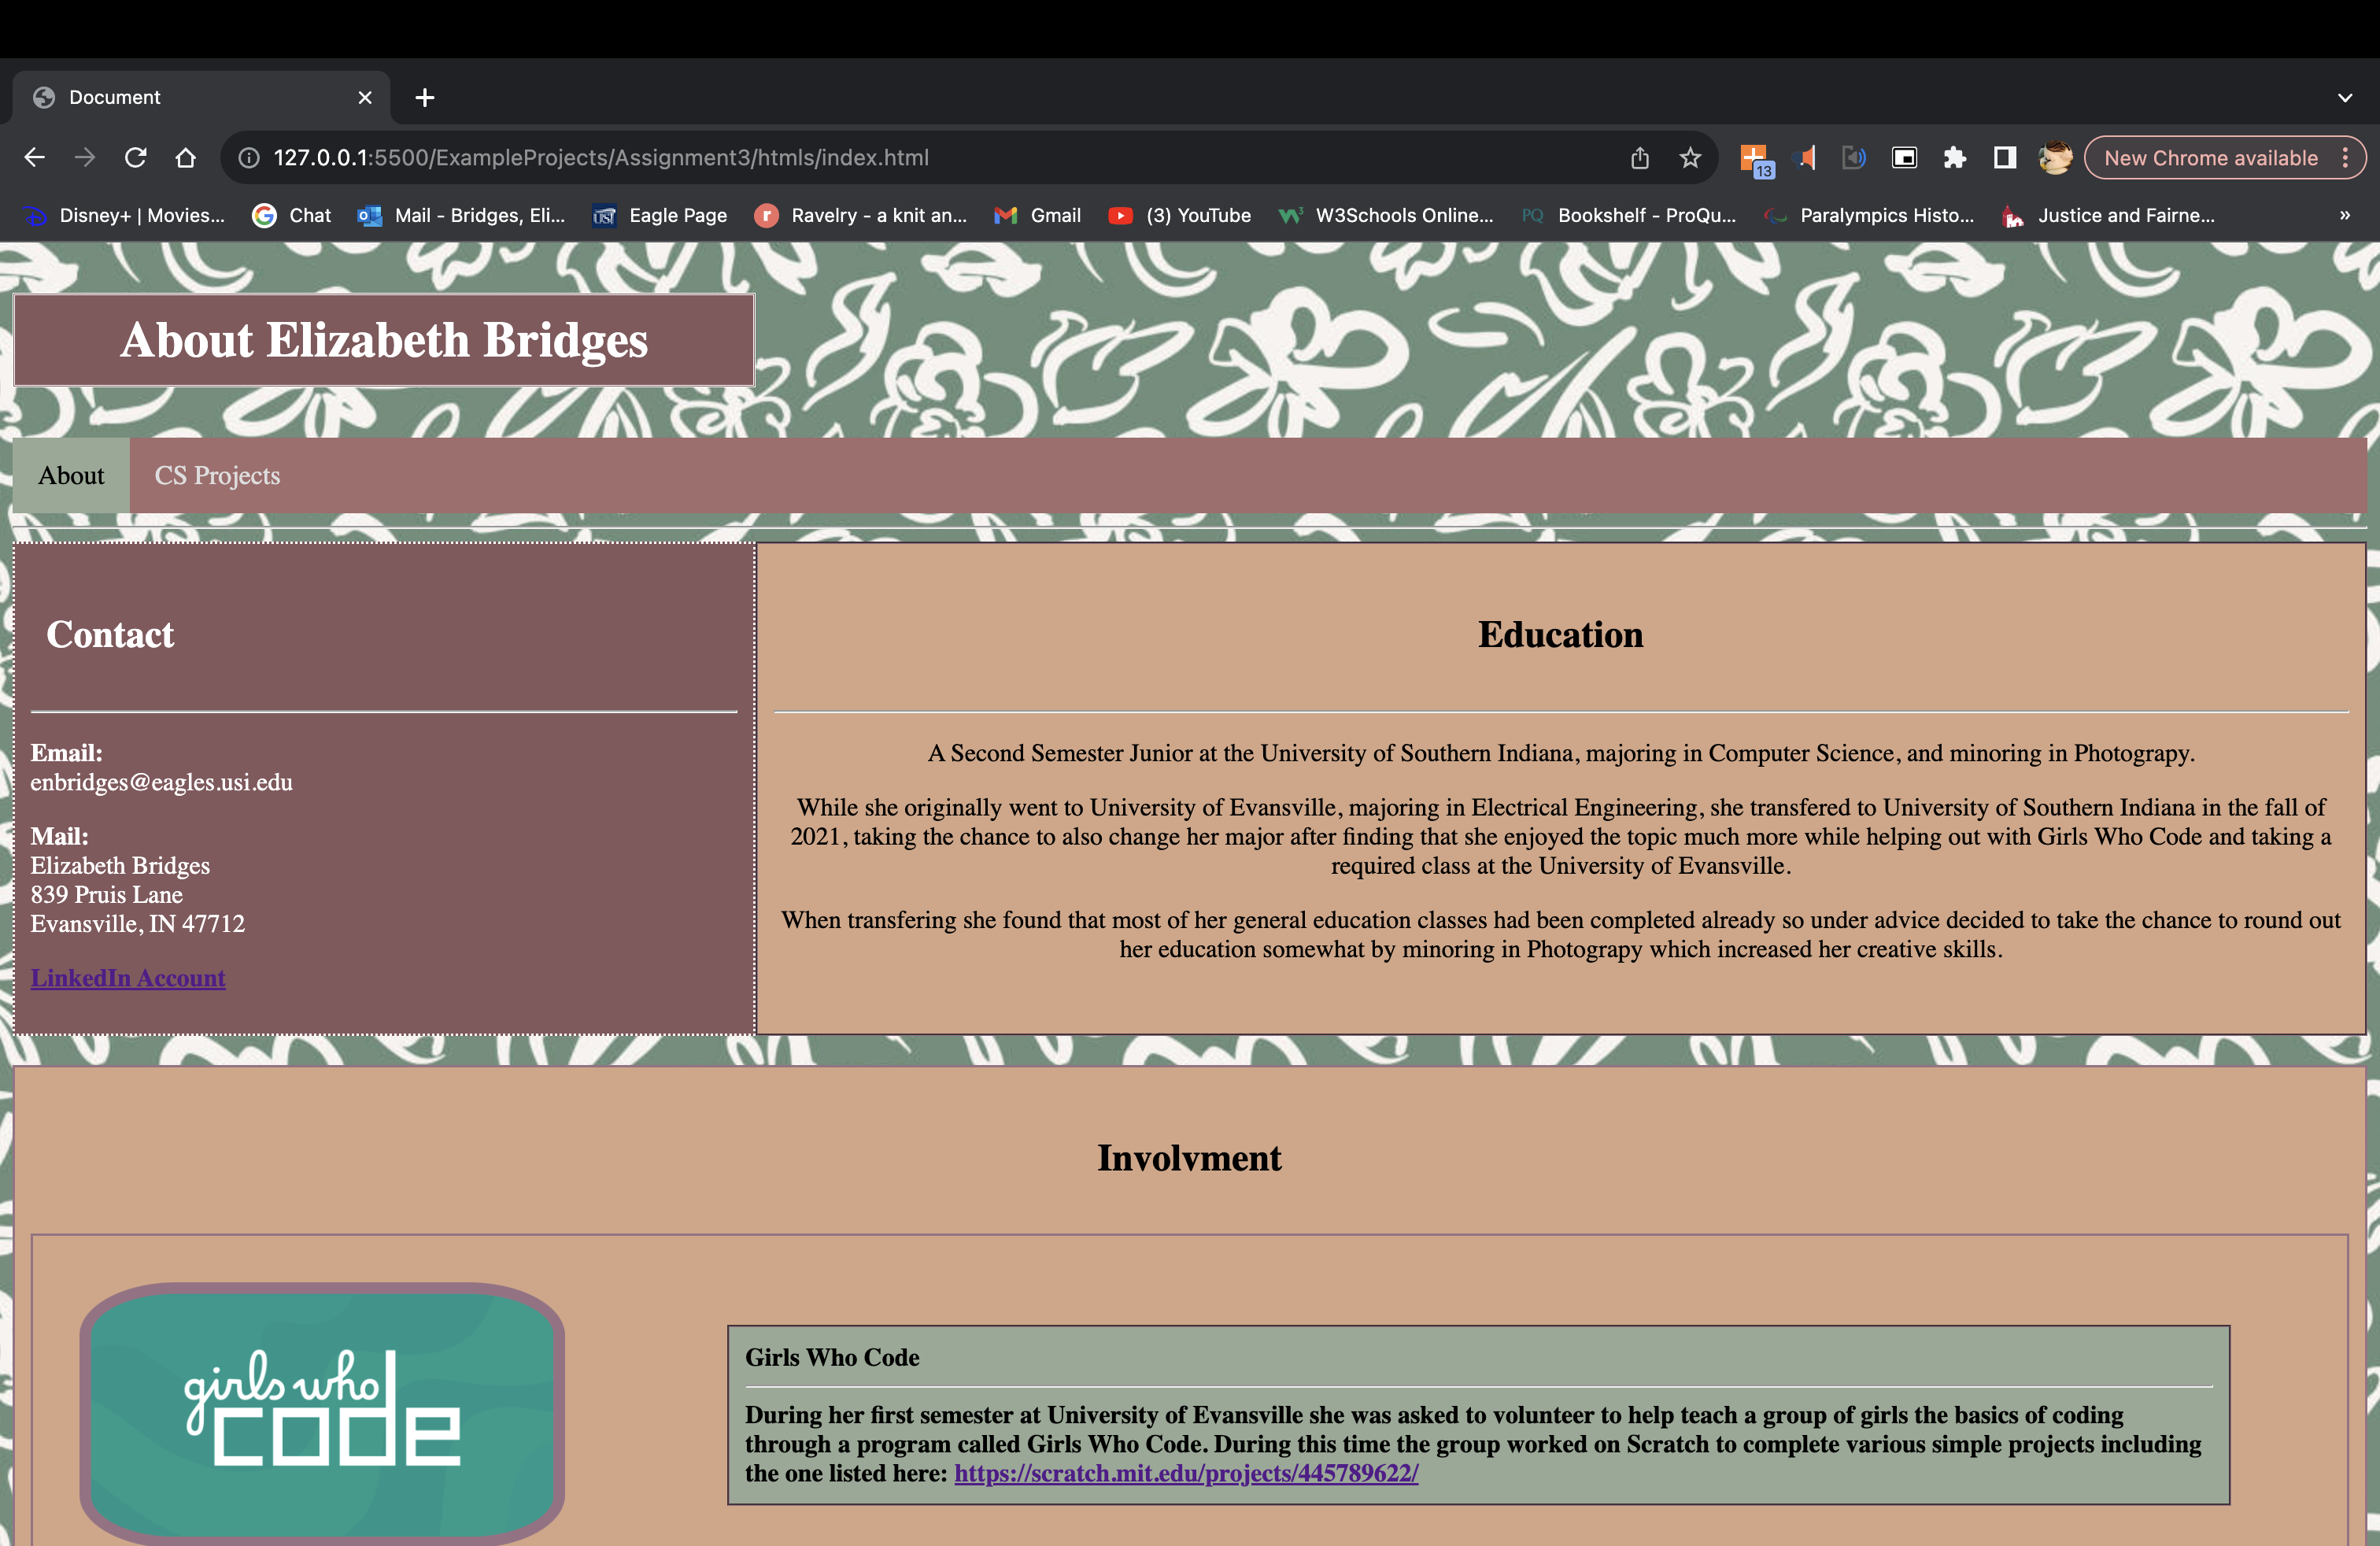 Document
127.0.0.1:5500/ExampleProjects/Assignment3/htmls/index.html
13
New Chrome available
Disney+ | Movies...
Chat
Mail - Bridges, Eli...
USI
Eagle Page
r
Ravelry - a knit an...
Gmail
(3) YouTube
W3Schools Online...
PQ
Bookshelf - ProQu...
Paralympics Histo...
Justice and Fairne...
»
About Elizabeth Bridges
About
CS Projects
Contact
Email:
enbridges@eagles.usi.edu
Mail:
Elizabeth Bridges
839 Pruis Lane
Evansville, IN 47712
LinkedIn Account
Education
A Second Semester Junior at the University of Southern Indiana, majoring in Computer Science, and minoring in Photograpy.
While she originally went to University of Evansville, majoring in Electrical Engineering, she transfered to University of Southern Indiana in the fall of
2021, taking the chance to also change her major after finding that she enjoyed the topic much more while helping out with Girls Who Code and taking a
required class at the University of Evansville.
When transfering she found that most of her general education classes had been completed already so under advice decided to take the chance to round out
her education somewhat by minoring in Photograpy which increased her creative skills.
Involvment
girls who
code
Girls Who Code
During her first semester at University of Evansville she was asked to volunteer to help teach a group of girls the basics of coding
through a program called Girls Who Code. During this time the group worked on Scratch to complete various simple projects including
the one listed here: https://scratch.mit.edu/projects/445789622/